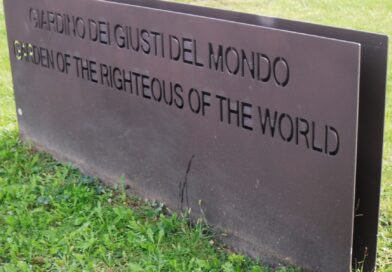 GIARDINO DEI GIUSTI DEL MONDO
GARDEN OF THE RIGHTEOUS OF THE WORLD